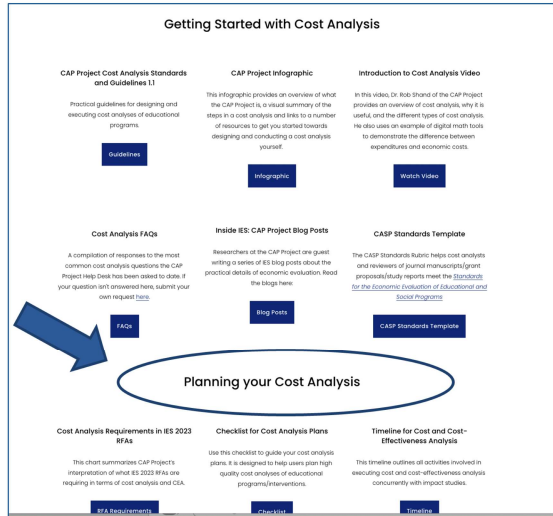 Getting Started with Cost Analysis
CAP Project Cost Analysis Standards
and Guidelines 1.1
Practical guidelines for designing and
executing cost analyses of educational
programs.
Guidelines
CAP Project Infographic
This infographic provides an overview of what
the CAP Project is, a visual summary of the
steps in a cost analysis and links to a number
of resources to get you started towards
designing and conducting a cost analysis
yourself.
Infographic
Introduction to Cost Analysis Video
In this video, Dr. Rob Shand of the CAP Project
provides an overview of cost analysis, why it is
useful, and the different types of cost analysis.
He also uses an example of digital math tools
to demonstrate the difference between
expenditures and economic costs.
Watch Video
Cost Analysis FAQs
A compilation of responses to the most
common cost analysis questions the CAP
Project Help Desk has been asked to date. If
your question isn't answered here, submit your
own request here.
FAQs
Inside IES: CAP Project Blog Posts
Researchers at the CAP Project are guest
writing a series of IES blog posts about the
practical details of economic evaluation. Read
the blogs here:
Blog Posts
CASP Standards Template
The CASP Standards Rubric helps cost analysts
and reviewers of journal manuscripts/grant
proposals/study reports meet the Standards
for the Economic Evaluation of Educational and
Social Programs
CASP Standards Template
Planning your Cost Analysis
Cost Analysis Requirements in IES 2023
RFAs
This chart summarizes CAP Project's
interpretation of what IES 2023 RFAs are
requiring in terms of cost analysis and CEA.
RFA Requirements
Checklist for Cost Analysis Plans
Use this checklist to guide your cost analysis
plans. It is designed to help users plan high
quality cost analyses of educational
programs/interventions.
Checklist
Timeline for Cost and Cost-
Effectiveness Analysis
This timeline outlines all activities involved in
executing cost and cost-effectiveness analysis
concurrently with impact studies.
Timeline